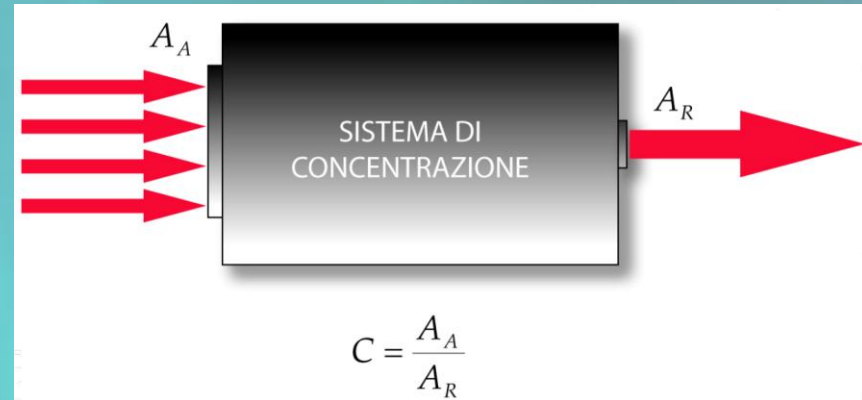 A_A
A_R
SISTEMA DI
CONCENTRAZIONE
C = A_A / A_R